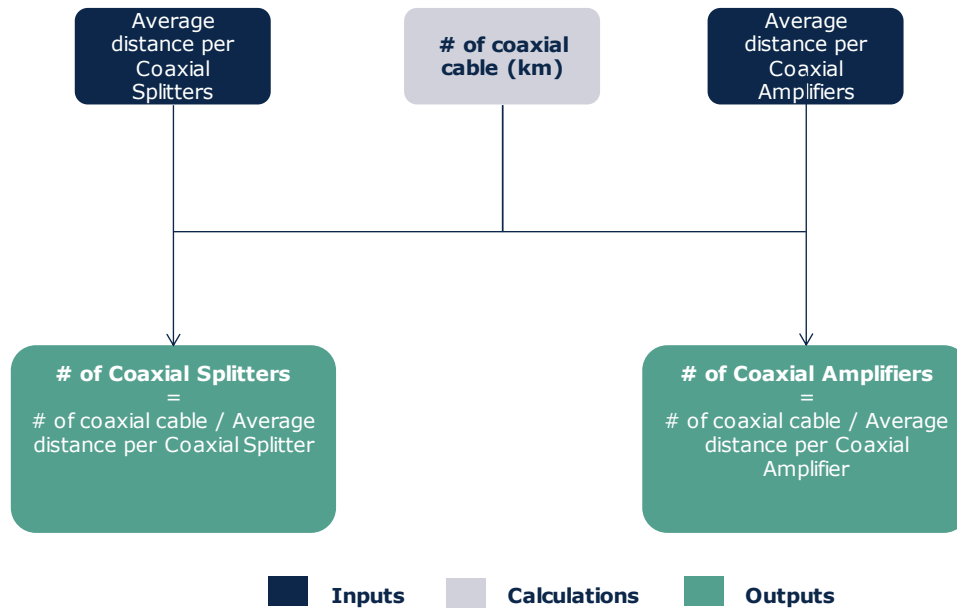 Average
distance per
Coaxial
Splitters
# of coaxial
cable (km)
Average
distance per
Coaxial
Amplifiers
# of Coaxial Splitters
=
# of coaxial cable / Average
distance per Coaxial Splitter
# of Coaxial Amplifiers
=
# of coaxial cable / Average
distance per Coaxial
Amplifier
Inputs
Calculations
Outputs